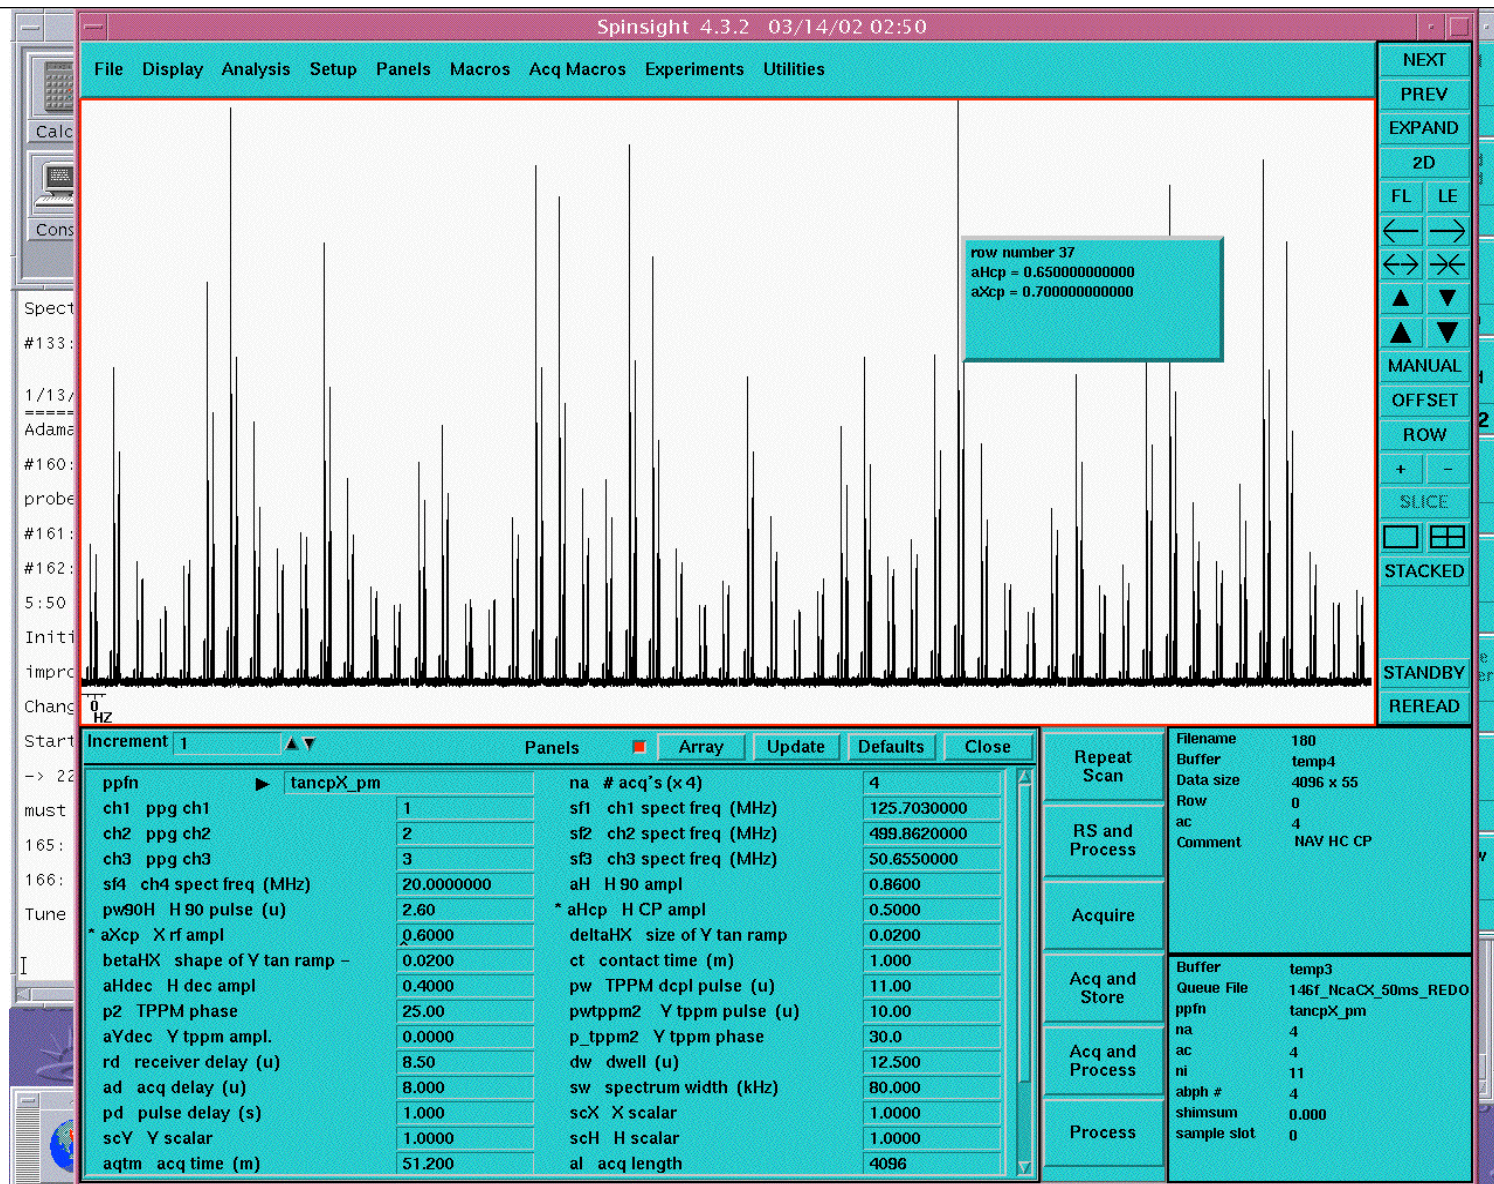 Spinsight 4.3.2 03/14/02 02:50
File Display Analysis Setup Panels Macros Acq Macros Experiments Utilities
NEXT
PREV
EXPAND
2D
FL LE
MANUAL
OFFSET
ROW
+ -
SLICE
STACKED
STANDBY
REREAD
Calc
Cons
Spect
#133:
1/13/
=====
Adama
#160:
probe
#161:
#162:
5:50
Initi
impro
Chang
Start
-> 22
must
165:
166:
Tune
row number 37
aHcp = 0.650000000000
aXcp = 0.700000000000
0
HZ
Increment 1 Panels Array Update Defaults Close
ppfn tancpX_pm na # acq's (x 4) 4
ch1 ppg ch1 1 sf1 ch1 spect freq (MHz) 125.7030000
ch2 ppg ch2 2 sf2 ch2 spect freq (MHz) 499.8620000
ch3 ppg ch3 3 sf3 ch3 spect freq (MHz) 50.6550000
sf4 ch4 spect freq (MHz) 20.0000000 aH H 90 ampl 0.8600
pw90H H 90 pulse (u) 2.60 * aHcp H CP ampl 0.5000
* aXcp X rf ampl 0.6000 deltaHX size of Y tan ramp 0.0200
betaHX shape of Y tan ramp - 0.0200 ct contact time (m) 1.000
aHdec H dec ampl 0.4000 pw TPPM dcpl pulse (u) 11.00
p2 TPPM phase 25.00 pwtppm2 Y tppm pulse (u) 10.00
aYdec Y tppm ampl. 0.0000 p_tppm2 Y tppm phase 30.0
rd receiver delay (u) 8.50 dw dwell (u) 12.500
ad acq delay (u) 8.000 sw spectrum width (kHz) 80.000
pd pulse delay (s) 1.000 scX X scalar 1.0000
scY Y scalar 1.0000 scH H scalar 1.0000
aqtm acq time (m) 51.200 al acq length 4096
Repeat
Scan
RS and
Process
Acquire
Acq and
Store
Acq and
Process
Process
Filename 180
Buffer temp4
Data size 4096 x 55
Row 0
ac 4
Comment NAV HC CP
Buffer temp3
Queue File 146f_NcaCX_50ms_REDO
ppfn tancpX_pm
na 4
ac 4
ni 11
abph # 4
shimsum 0.000
sample slot 0